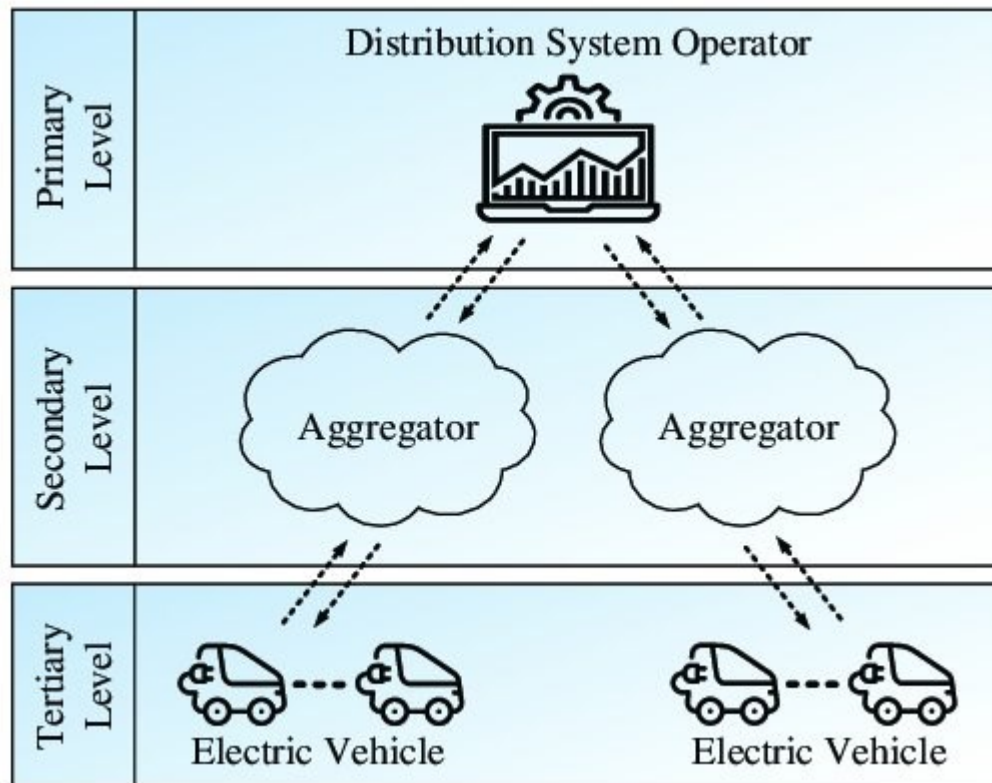 Primary
Level
Distribution System Operator
Secondary
Level
Aggregator
Aggregator
Tertiary
Level
Electric Vehicle
Electric Vehicle